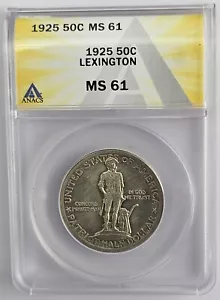 1925 50C MS 61
1925 50C
LEXINGTON
MS 61
ANACS
UNITED STATES OF AMERICA
CONCORD
MINUTE-MAN
IN GOD
WE TRUST
PATRIOT HALF DOLLAR